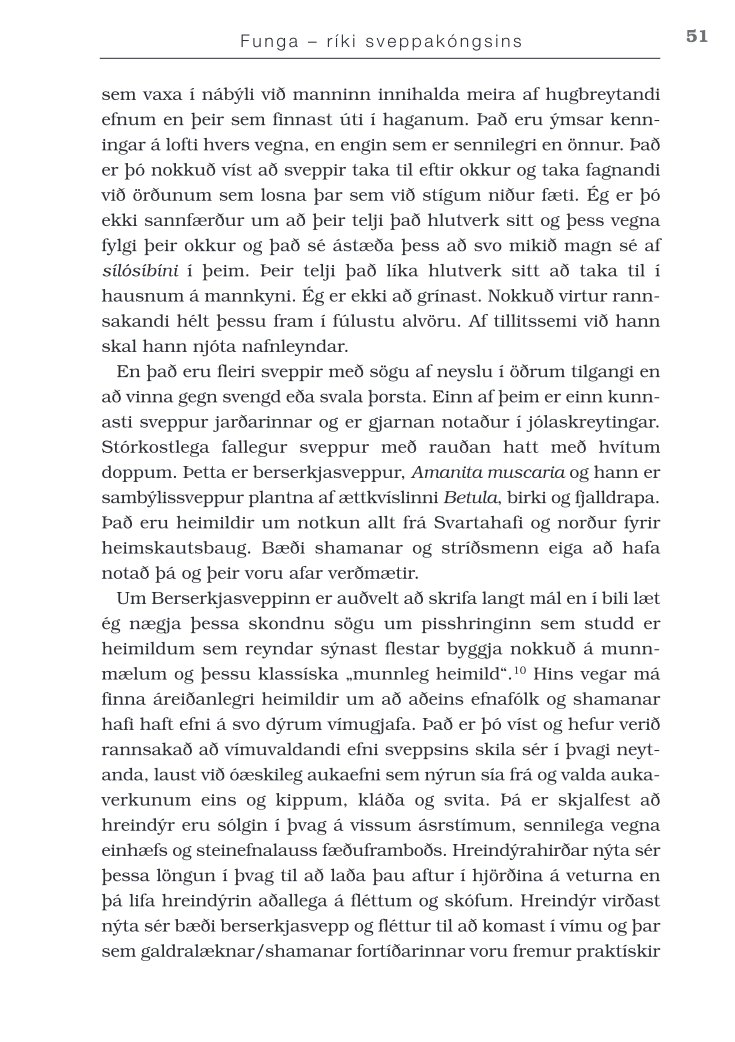 Funga – ríki sveppakóngsins
51
sem vaxa í nábýli við manninn innihalda meira af hugbreytandi
efnum en þeir sem finnast úti í haganum. Það eru ýmsar kenn-
ingar á lofti hvers vegna, en engin sem er sennilegri en önnur. Það
er þó nokkuð víst að sveppir taka til eftir okkur og taka fagnandi
við örðunum sem losna þar sem við stígum niður fæti. Ég er þó
ekki sannfærður um að þeir telji það hlutverk sitt og þess vegna
fylgi þeir okkur og það sé ástæða þess að svo mikið magn sé af
sílósíbíni í þeim. Þeir telji það líka hlutverk sitt að taka til í
hausnum á mannkyni. Ég er ekki að grínast. Nokkuð virtur rann-
sakandi hélt þessu fram í fúlustu alvöru. Af tillitssemi við hann
skal hann njóta nafnleyndar.
En það eru fleiri sveppir með sögu af neyslu í öðrum tilgangi en
að vinna gegn svengd eða svala þorsta. Einn af þeim er einn kunn-
asti sveppur jarðarinnar og er gjarnan notaður í jólaskreytingar.
Stórkostlega fallegur sveppur með rauðan hatt með hvítum
doppum. Þetta er berserkjasveppur, Amanita muscaria og hann er
sambýlissveppur plantna af ættkvíslinni Betula, birki og fjalldrapa.
Það eru heimildir um notkun allt frá Svartahafi og norður fyrir
heimskautsbaug. Bæði shamanar og stríðsmenn eiga að hafa
notað þá og þeir voru afar verðmætir.
Um Berserkjasveppinn er auðvelt að skrifa langt mál en í bili læt
ég nægja þessa skondnu sögu um pisshringinn sem studd er
heimildum sem reyndar sýnast flestar byggja nokkuð á munn-
mælum og þessu klassíska „munnleg heimild“.¹⁰ Hins vegar má
finna áreiðanlegri heimildir um að aðeins efnafólk og shamanar
hafi haft efni á svo dýrum vímugjafa. Það er þó víst og hefur verið
rannsakað að vímuvaldandi efni sveppsins skila sér í þvagi neyt-
anda, laust við óæskileg aukaefni sem nýrun sía frá og valda auka-
verkunum eins og kippum, kláða og svita. Þá er skjalfest að
hreindýr eru sólgin í þvag á vissum ásrstímum, sennilega vegna
einhæfs og steinefnalauss fæðuframboðs. Hreindýrahirðar nýta sér
þessa löngun í þvag til að laða þau aftur í hjörðina á veturna en
þá lifa hreindýrin aðallega á fléttum og skófum. Hreindýr virðast
nýta sér bæði berserkjasvepp og fléttur til að komast í vímu og þar
sem galdralæknar/shamanar fortíðarinnar voru fremur praktískir